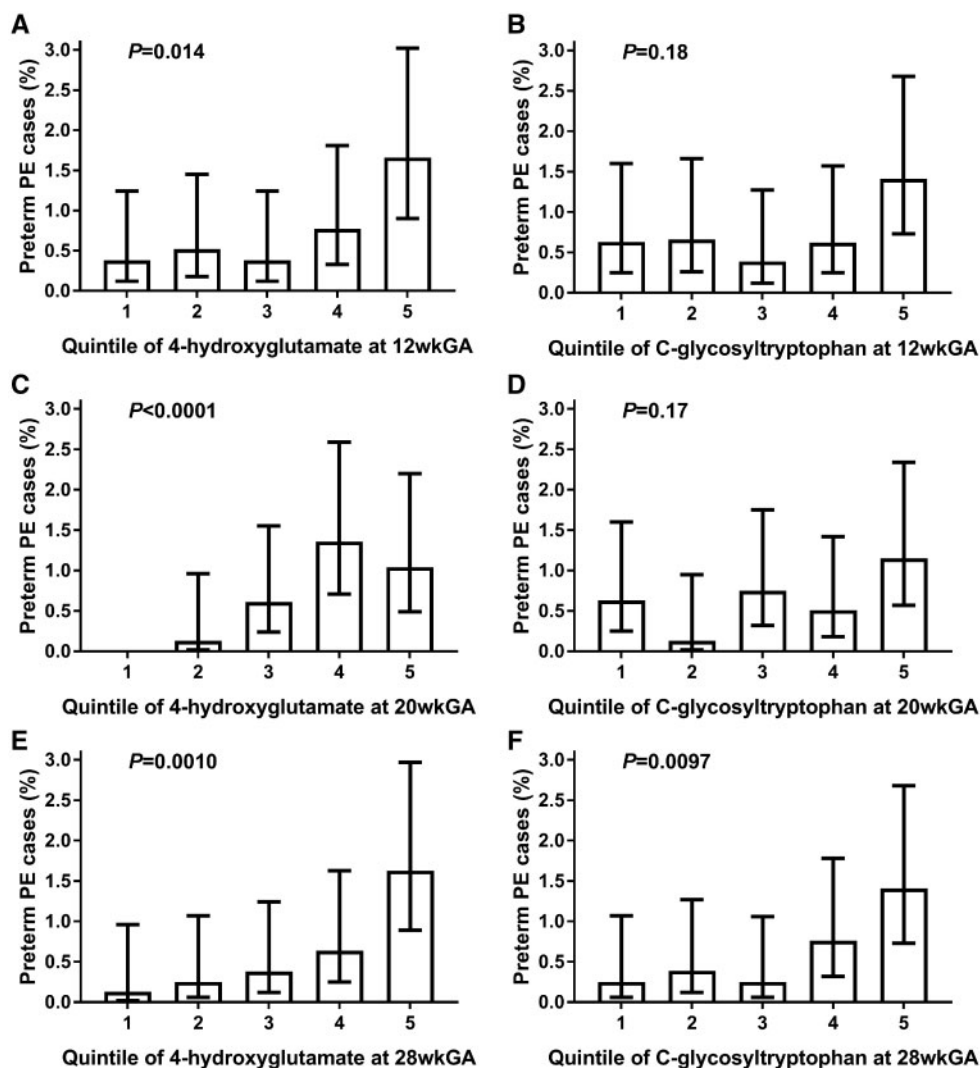 A
P=0.014
Preterm PE cases (%)
3.0
2.5
2.0
1.5
1.0
0.5
0.0
1 2 3 4 5
Quintile of 4-hydroxyglutamate at 12wkGA
B
P=0.18
Preterm PE cases (%)
3.0
2.5
2.0
1.5
1.0
0.5
0.0
1 2 3 4 5
Quintile of C-glycosyltryptophan at 12wkGA
C
P<0.0001
Preterm PE cases (%)
3.0
2.5
2.0
1.5
1.0
0.5
0.0
1 2 3 4 5
Quintile of 4-hydroxyglutamate at 20wkGA
D
P=0.17
Preterm PE cases (%)
3.0
2.5
2.0
1.5
1.0
0.5
0.0
1 2 3 4 5
Quintile of C-glycosyltryptophan at 20wkGA
E
P=0.0010
Preterm PE cases (%)
3.0
2.5
2.0
1.5
1.0
0.5
0.0
1 2 3 4 5
Quintile of 4-hydroxyglutamate at 28wkGA
F
P=0.0097
Preterm PE cases (%)
3.0
2.5
2.0
1.5
1.0
0.5
0.0
1 2 3 4 5
Quintile of C-glycosyltryptophan at 28wkGA